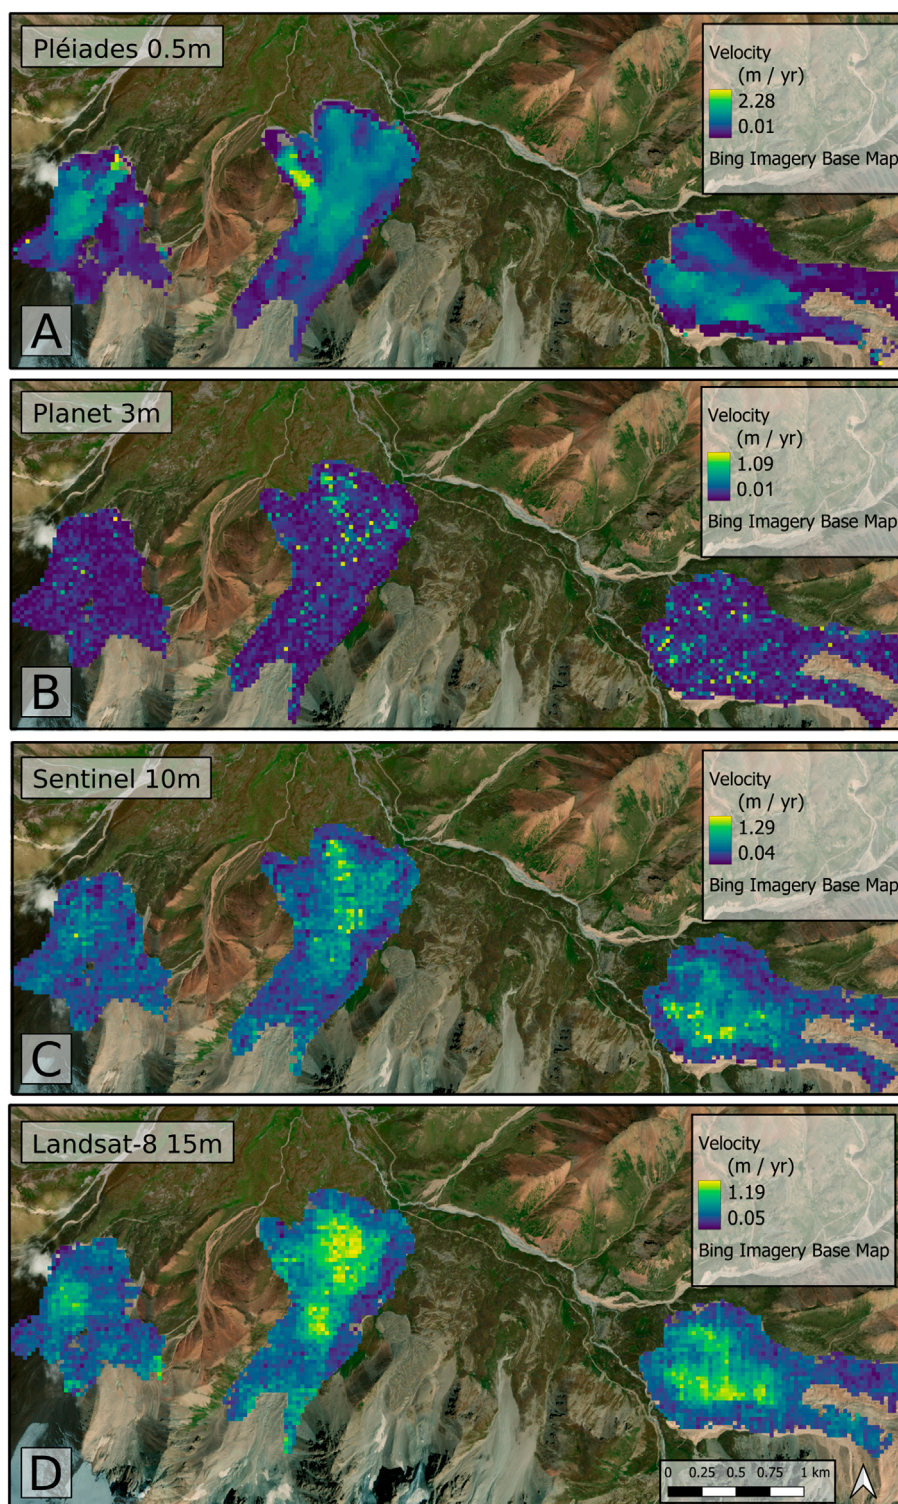 Pléiades 0.5m
Velocity
(m / yr)
2.28
0.01
Bing Imagery Base Map
A
Planet 3m
Velocity
(m / yr)
1.09
0.01
Bing Imagery Base Map
B
Sentinel 10m
Velocity
(m / yr)
1.29
0.04
Bing Imagery Base Map
C
Landsat-8 15m
Velocity
(m / yr)
1.19
0.05
Bing Imagery Base Map
D
0 0.25 0.5 0.75 1 km